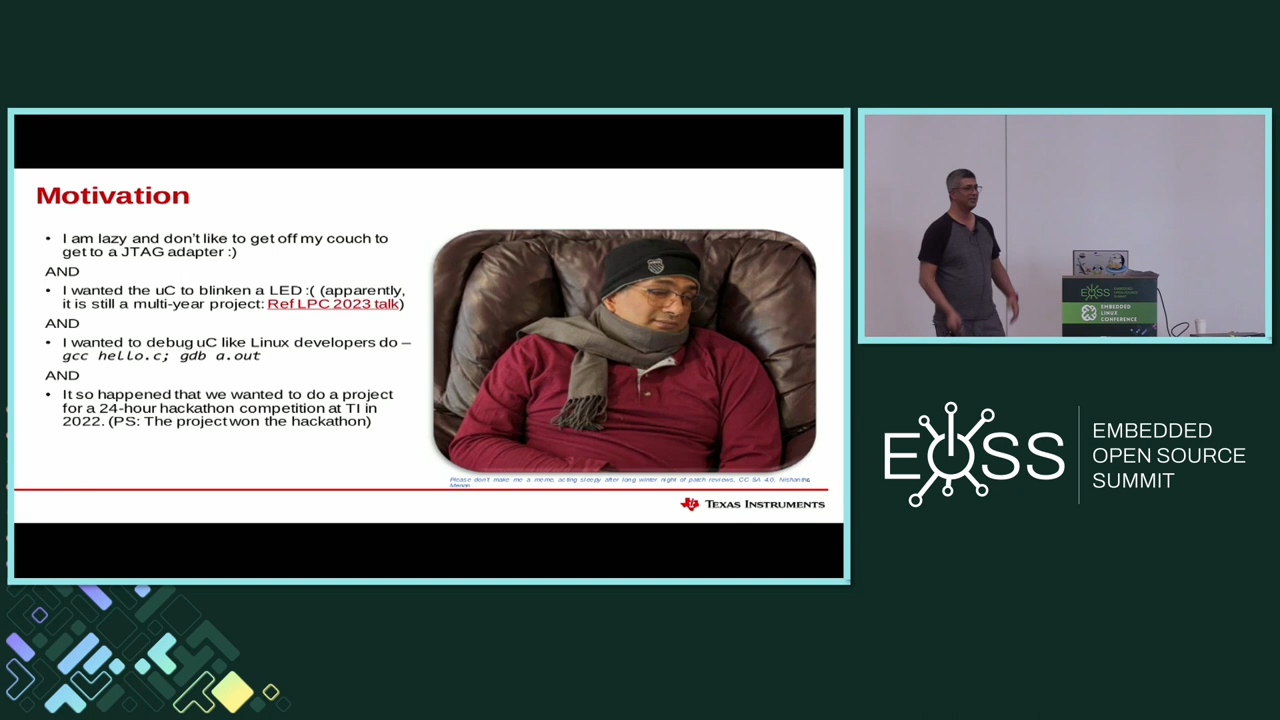 Motivation
• I am lazy and don't like to get off my couch to
get to a JTAG adapter :)
AND
• I wanted the uC to blinken a LED :( (apparently,
it is still a multi-year project: Ref LPC 2023 talk)
AND
• I wanted to debug uC like Linux developers do –
gcc hello.c; gdb a.out
AND
• It so happened that we wanted to do a project
for a 24-hour hackathon competition at TI in
2022. (PS: The project won the hackathon)
Please don't make me a meme, acting sleepy after long winter night of patch reviews, CC SA 4.0, Nishanth
Menon
TEXAS INSTRUMENTS
EOSS
EMBEDDED
LINUX
CONFERENCE
EOSS
EMBEDDED
OPEN SOURCE
SUMMIT